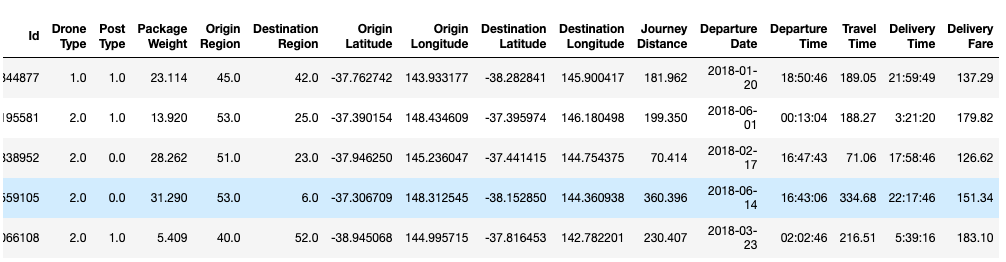 Id Drone Type Post Type Package Weight Origin Region Destination Region Origin Latitude Origin Longitude Destination Latitude Destination Longitude Journey Distance Departure Date Departure Time Travel Time Delivery Time Delivery Fare
44877 1.0 1.0 23.114 45.0 42.0 -37.762742 143.933177 -38.282841 145.900417 181.962 2018-01-20 18:50:46 189.05 21:59:49 137.29
195581 2.0 1.0 13.920 53.0 25.0 -37.390154 148.434609 -37.395974 146.180498 199.350 2018-06-01 00:13:04 188.27 3:21:20 179.82
38952 2.0 0.0 28.262 51.0 23.0 -37.946250 145.236047 -37.441415 144.754375 70.414 2018-02-17 16:47:43 71.06 17:58:46 126.62
59105 2.0 0.0 31.290 53.0 6.0 -37.306709 148.312545 -38.152850 144.360938 360.396 2018-06-14 16:43:06 334.68 22:17:46 151.34
066108 2.0 1.0 5.409 40.0 52.0 -38.945068 144.995715 -37.816453 142.782201 230.407 2018-03-23 02:02:46 216.51 5:39:16 183.10